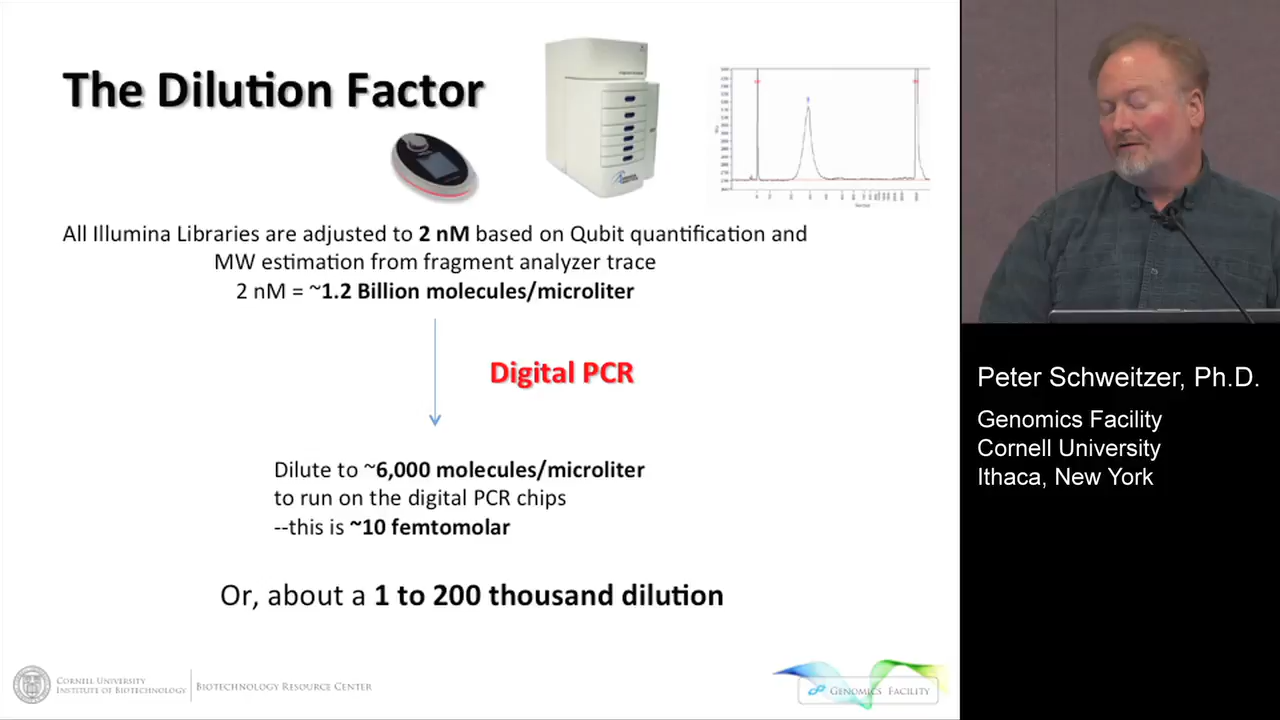 The Dilution Factor
All Illumina Libraries are adjusted to 2 nM based on Qubit quantification and
MW estimation from fragment analyzer trace
2 nM = ~1.2 Billion molecules/microliter
Digital PCR
Dilute to ~6,000 molecules/microliter
to run on the digital PCR chips
--this is ~10 femtomolar
Or, about a 1 to 200 thousand dilution
CORNELL UNIVERSITY
INSTITUTE OF BIOTECHNOLOGY
BIOTECHNOLOGY RESOURCE CENTER
GENOMICS FACILITY
Peter Schweitzer, Ph.D.
Genomics Facility
Cornell University
Ithaca, New York